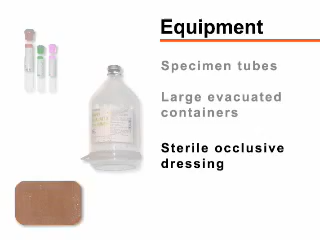 Equipment
Specimen tubes
Large evacuated
containers
Sterile occlusive
dressing